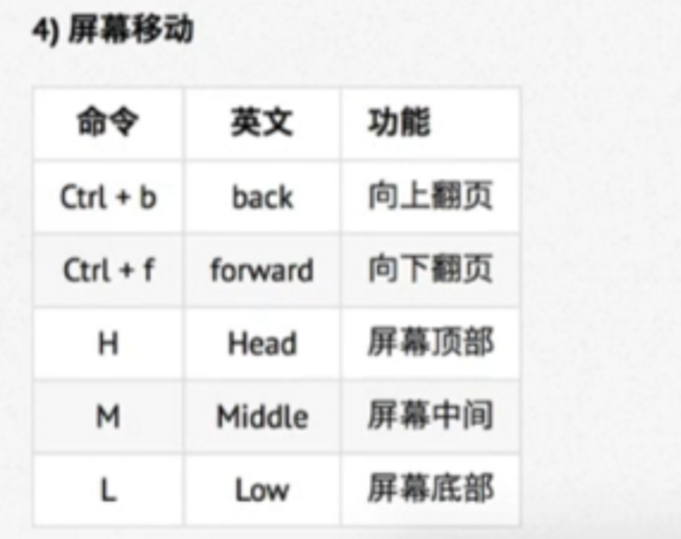 4) 屏幕移动
命令 英文 功能
Ctrl + b back 向上翻页
Ctrl + f forward 向下翻页
H Head 屏幕顶部
M Middle 屏幕中间
L Low 屏幕底部